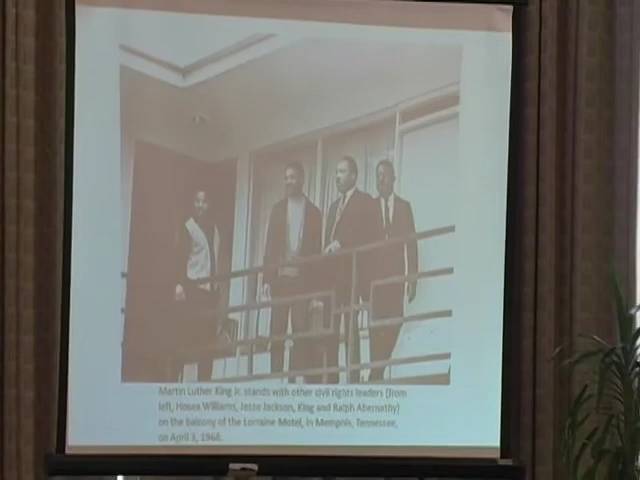 Martin Luther King Jr. stands with other civil rights leaders (from
left, Hosea Williams, Jesse Jackson, King and Ralph Abernathy)
on the balcony of the Lorraine Motel, in Memphis, Tennessee,
on April 3, 1968.